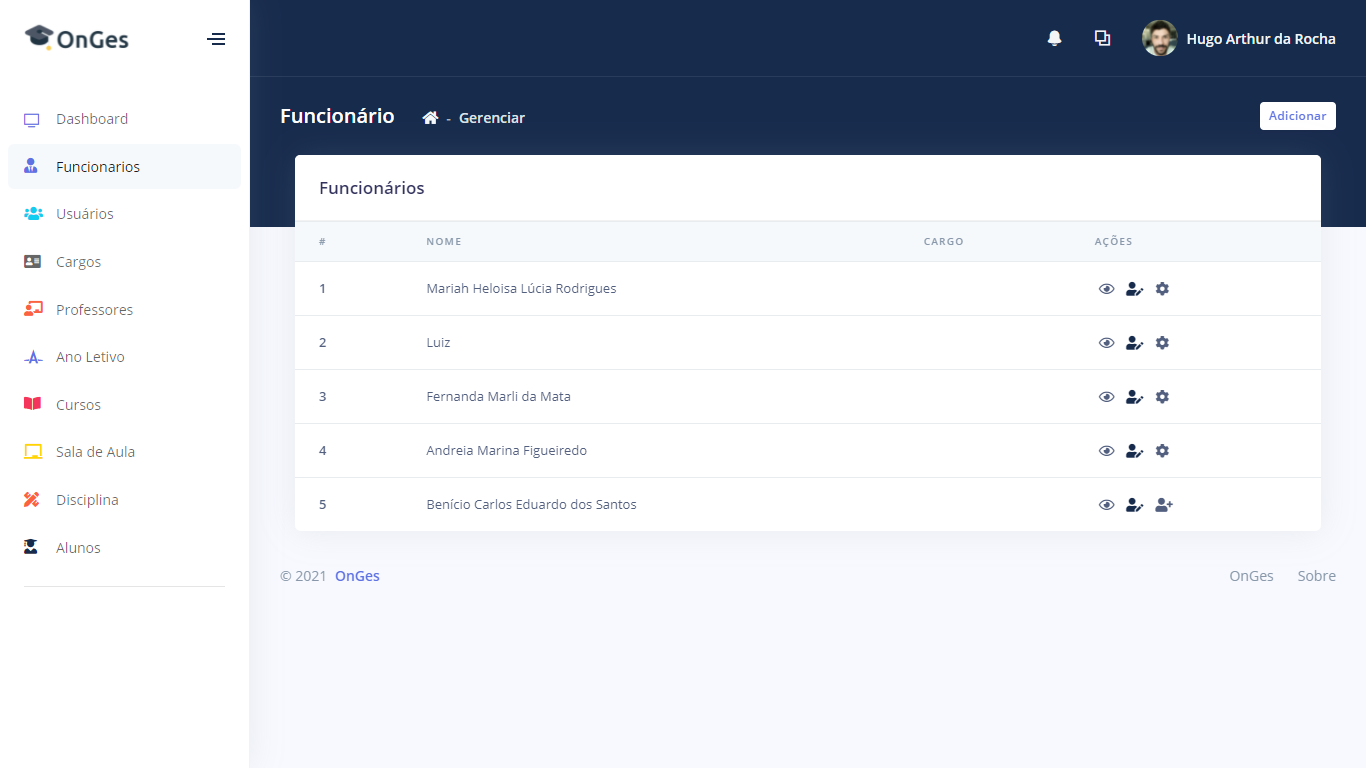 OnGes
Hugo Arthur da Rocha
Dashboard
Funcionarios
Usuários
Cargos
Professores
Ano Letivo
Cursos
Sala de Aula
Disciplina
Alunos
Funcionário - Gerenciar
Adicionar
Funcionários
# NOME CARGO AÇÕES
1 Mariah Heloisa Lúcia Rodrigues
2 Luiz
3 Fernanda Marli da Mata
4 Andreia Marina Figueiredo
5 Benício Carlos Eduardo dos Santos
© 2021 OnGes
OnGes Sobre